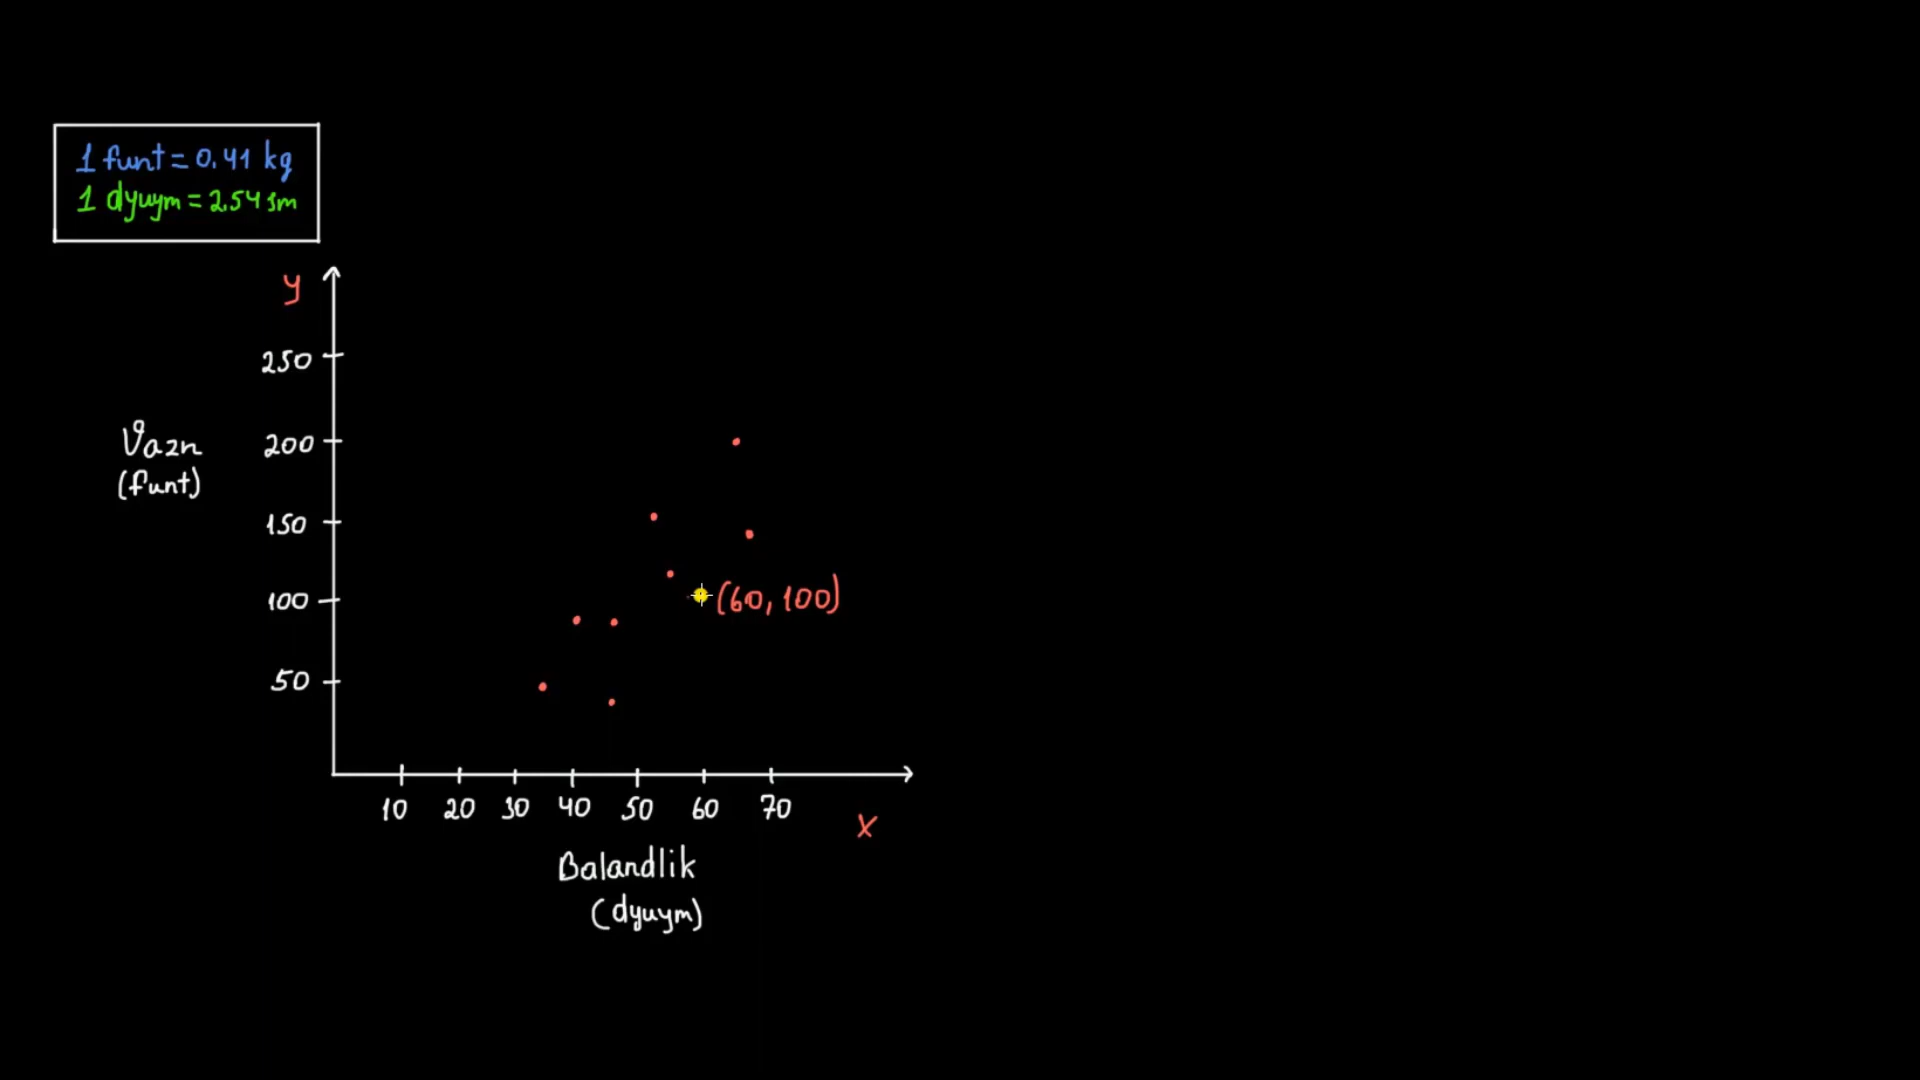 1 funt = 0.41 kg
1 dyuym = 2.54 sm
y
250
200
150
100
50
Vazn
(funt)
(60, 100)
10 20 30 40 50 60 70
x
Balandlik
(dyuym)